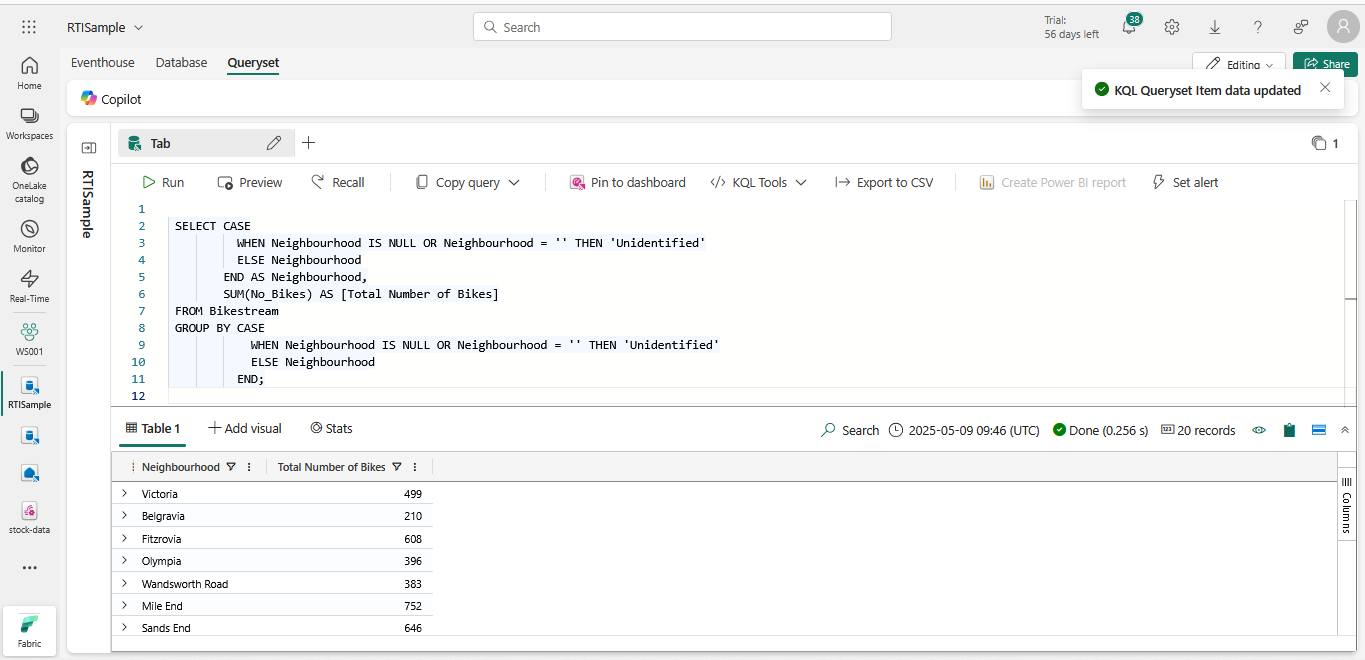 RTISample
Search
Trial:
56 days left
38
Eventhouse Database Queryset
Editing
Share
KQL Queryset Item data updated
Copilot
Home
Workspaces
OneLake
catalog
Monitor
Real-Time
WS001
RTISample
stock-data
Fabric
RTISample
Tab
1
Run Preview Recall Copy query Pin to dashboard KQL Tools Export to CSV Create Power BI report Set alert
1
2 SELECT CASE
3 WHEN Neighbourhood IS NULL OR Neighbourhood = '' THEN 'Unidentified'
4 ELSE Neighbourhood
5 END AS Neighbourhood,
6 SUM(No_Bikes) AS [Total Number of Bikes]
7 FROM Bikestream
8 GROUP BY CASE
9 WHEN Neighbourhood IS NULL OR Neighbourhood = '' THEN 'Unidentified'
10 ELSE Neighbourhood
11 END;
12
Table 1 Add visual Stats Search 2025-05-09 09:46 (UTC) Done (0.256 s) 123 20 records
Neighbourhood Total Number of Bikes
Victoria 499
Belgravia 210
Fitzrovia 608
Olympia 396
Wandsworth Road 383
Mile End 752
Sands End 646
Columns